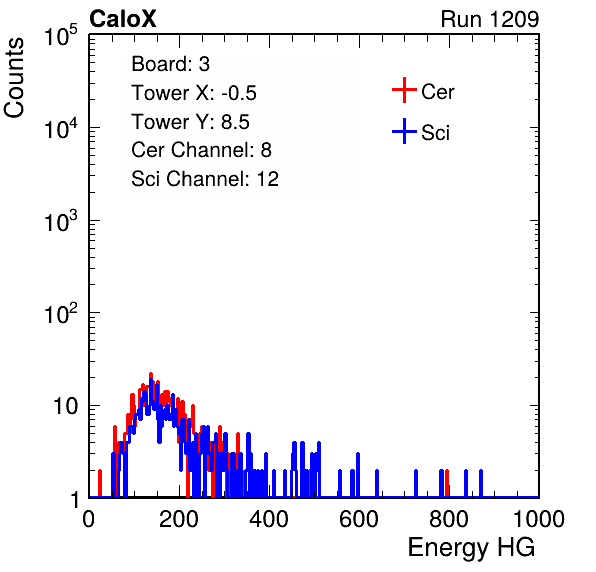 CaloX Run 1209
Counts
Board: 3
Tower X: -0.5
Tower Y: 8.5
Cer Channel: 8
Sci Channel: 12
Cer
Sci
10^5
10^4
10^3
10^2
10
1
0 200 400 600 800 1000
Energy HG